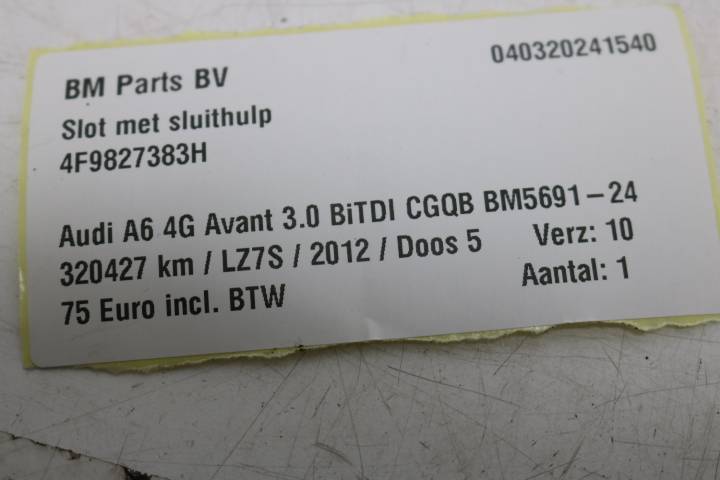 BM Parts BV 040320241540
Slot met sluithulp
4F9827383H
Audi A6 4G Avant 3.0 BiTDI CGQB BM5691-24
320427 km / LZ7S / 2012 / Doos 5 Verz: 10
75 Euro incl. BTW Aantal: 1